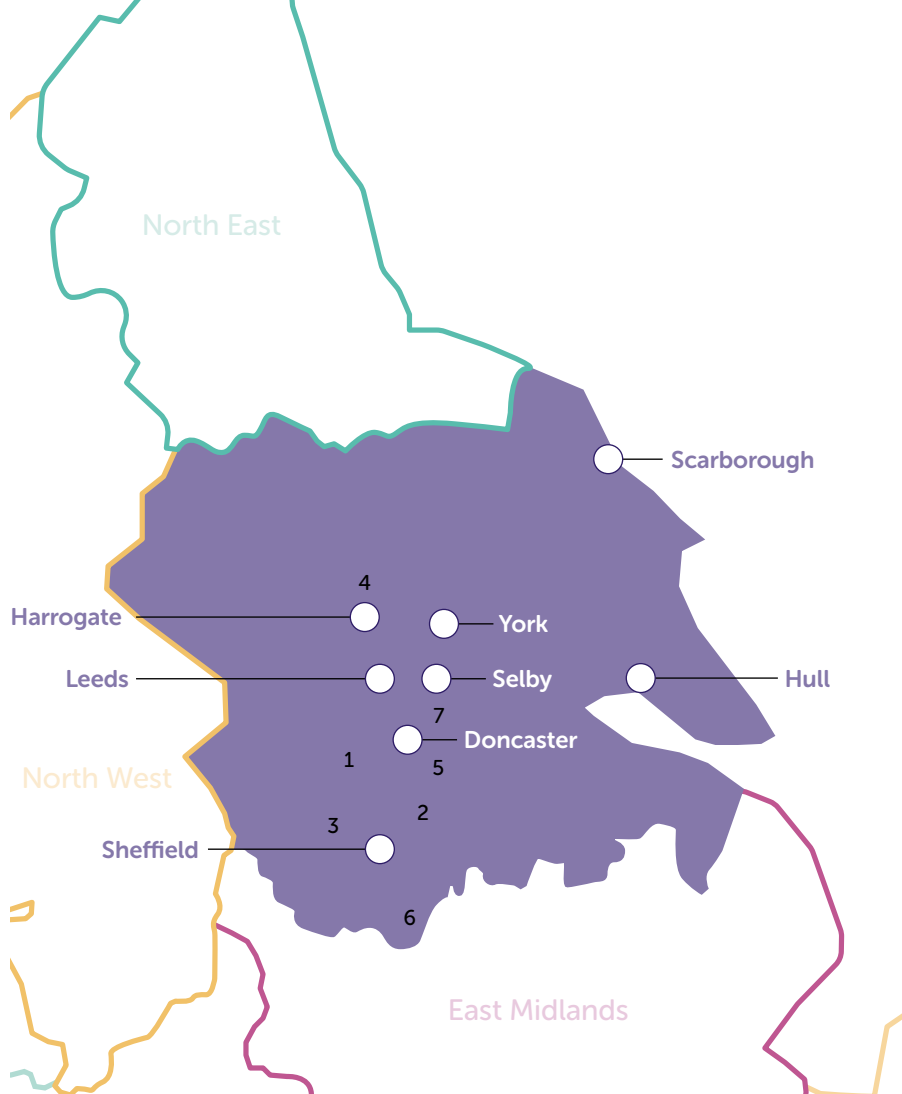 North East
Scarborough
4
Harrogate
York
Leeds
Selby
Hull
7
Doncaster
1
5
North West
2
3
Sheffield
6
East Midlands